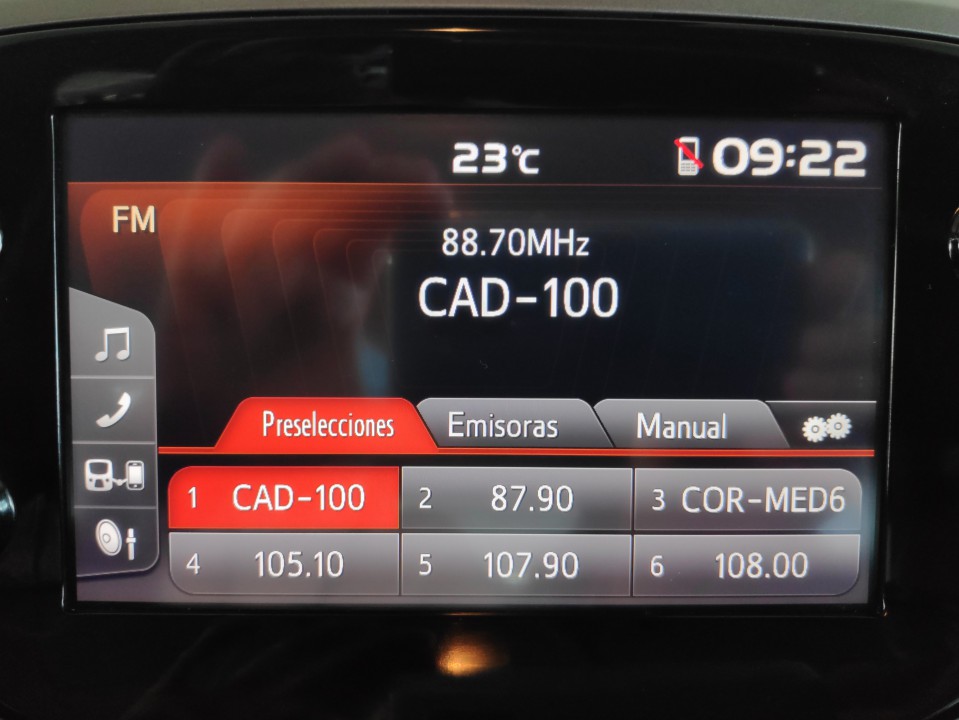 23°C 09:22
FM
88.70MHz
CAD-100
Preselecciones Emisoras Manual
1 CAD-100 2 87.90 3 COR-MED6
4 105.10 5 107.90 6 108.00